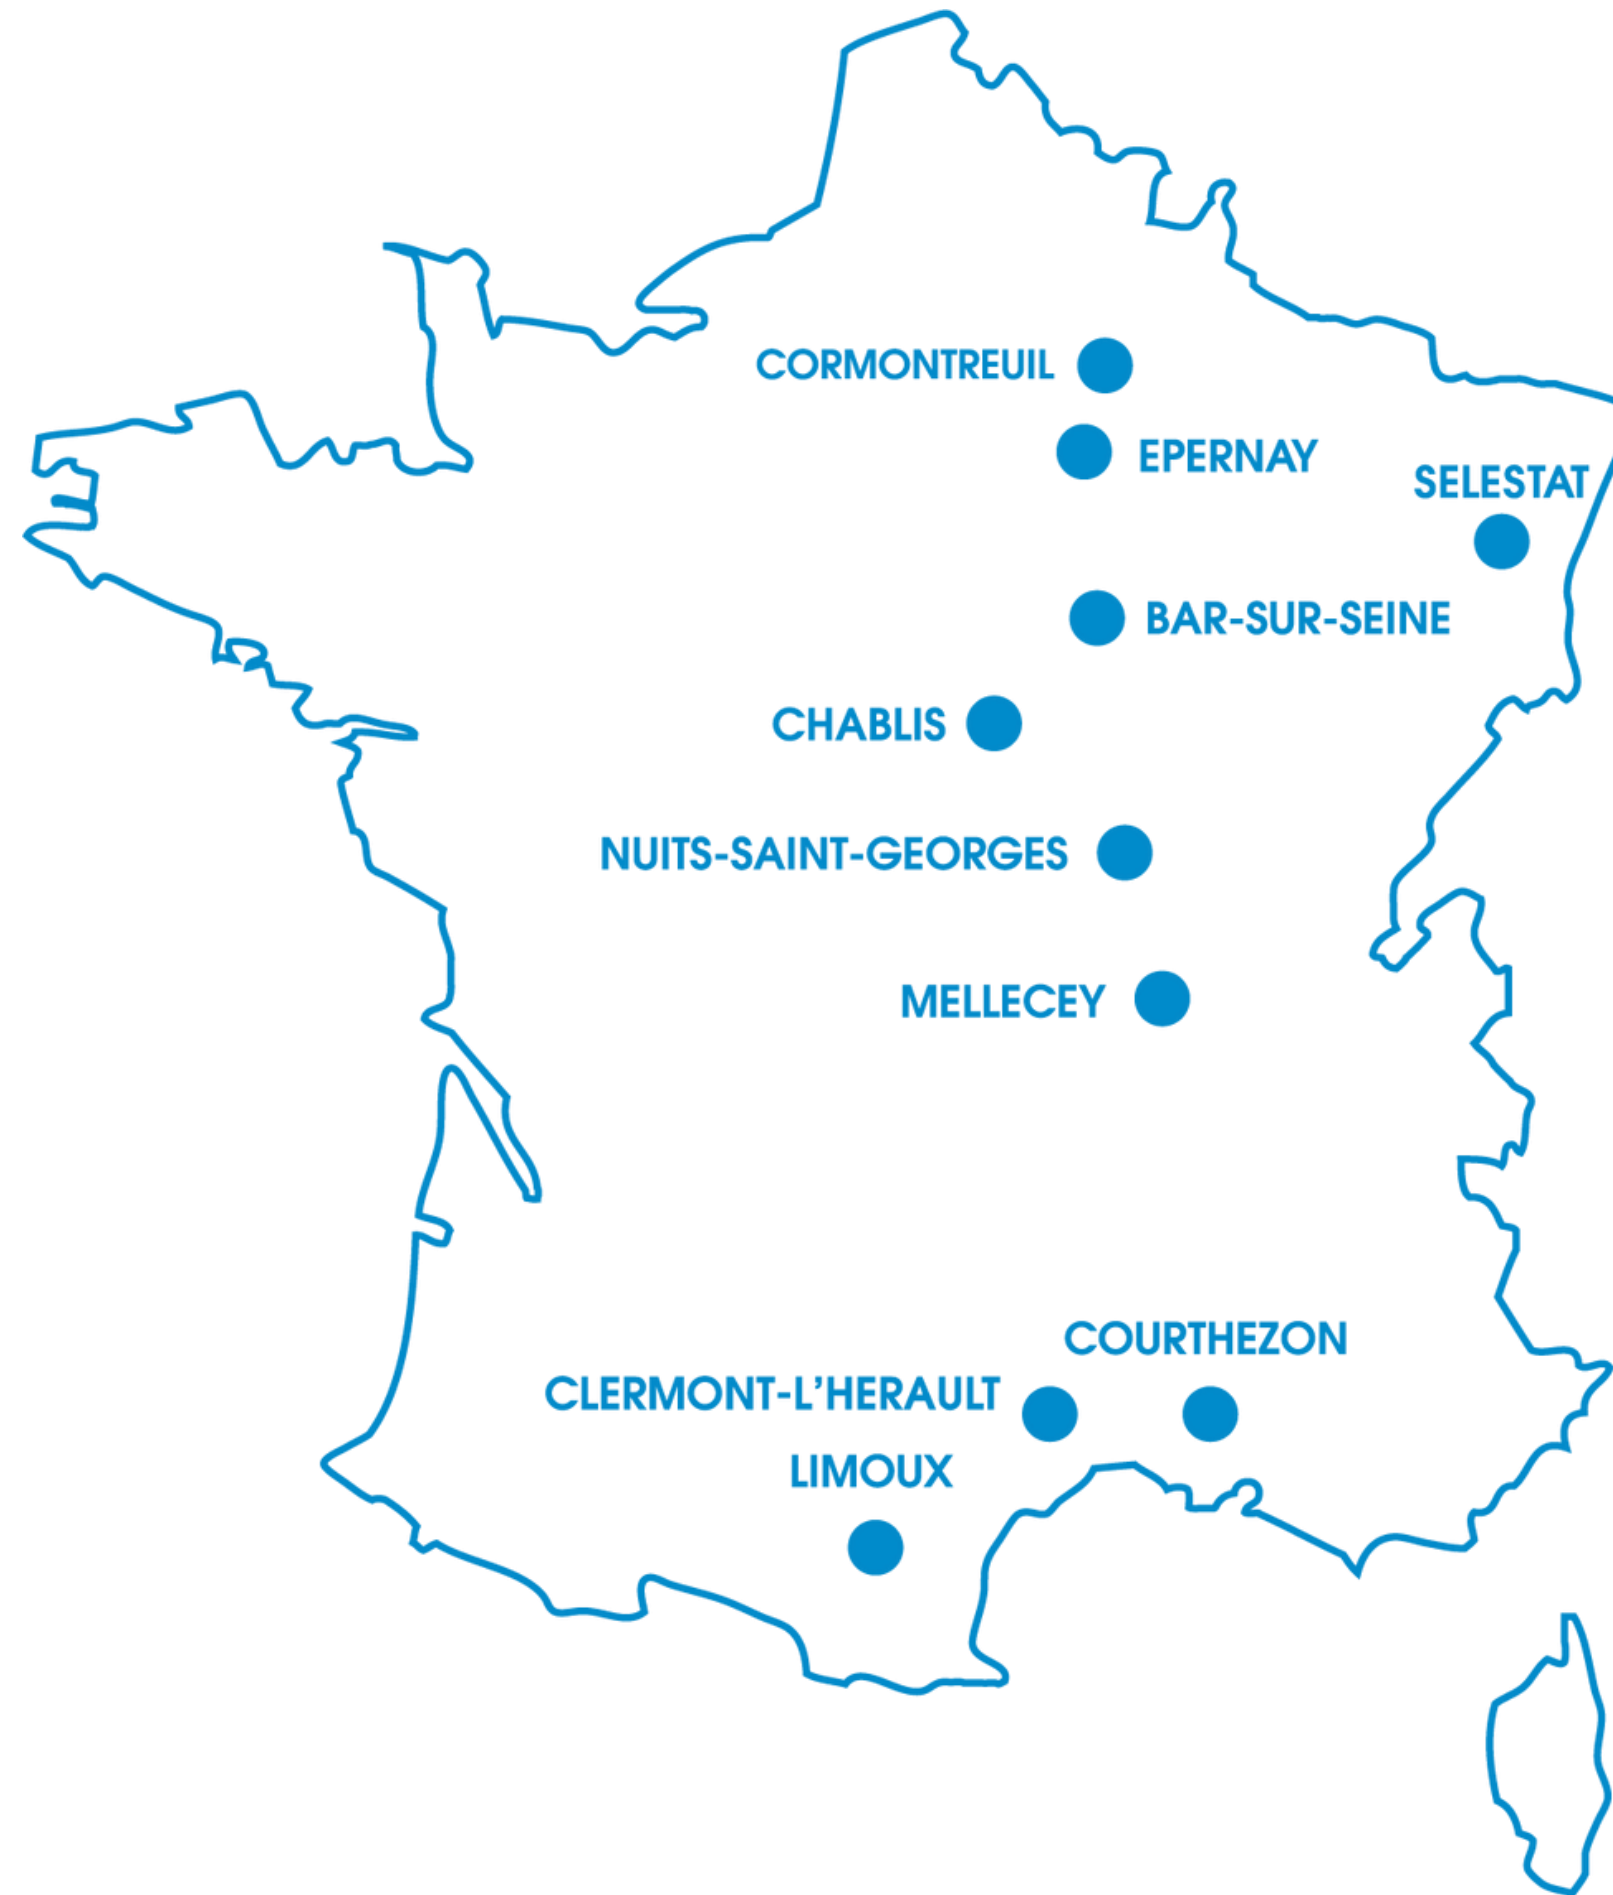 CORMONTREUIL
EPERNAY
SELESTAT
BAR-SUR-SEINE
CHABLIS
NUITS-SAINT-GEORGES
MELLECEY
COURTHEZON
CLERMONT-L’HERAULT
LIMOUX